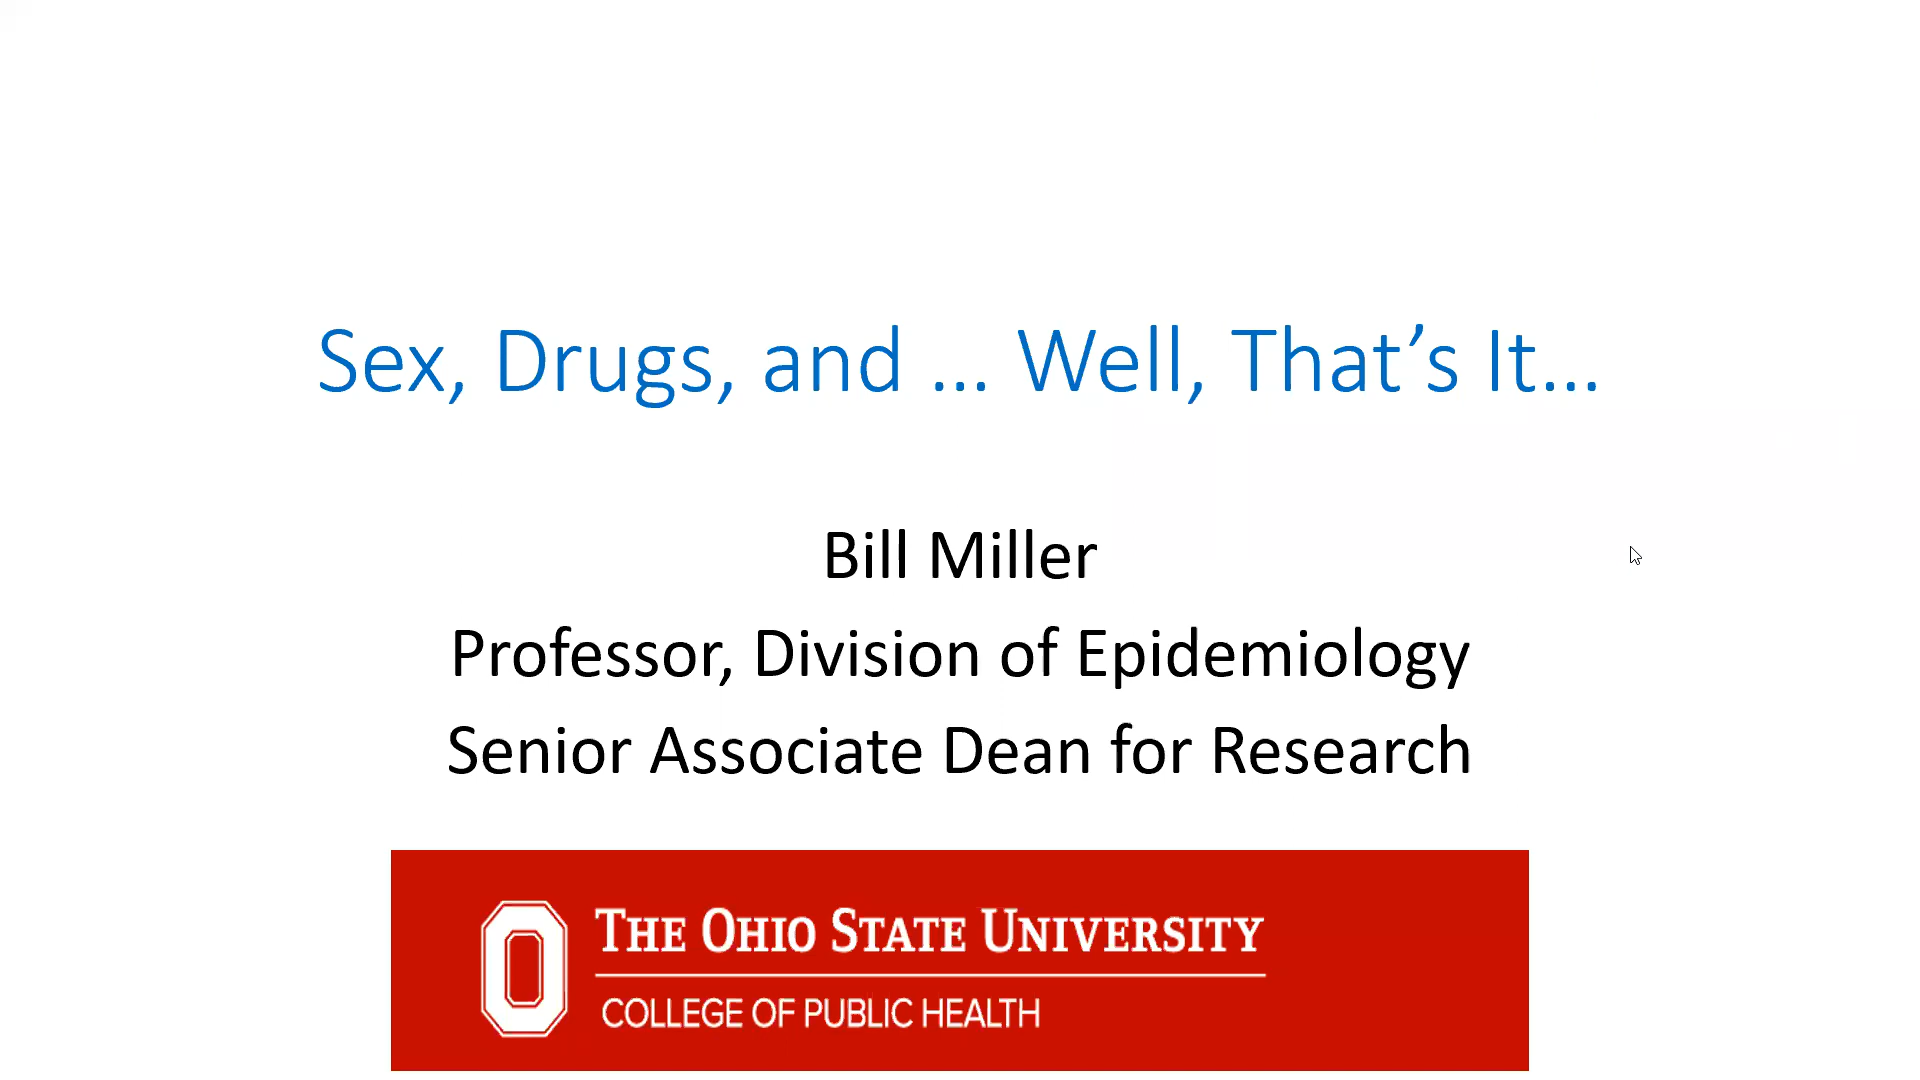 Sex, Drugs, and … Well, That’s It…
Bill Miller
Professor, Division of Epidemiology
Senior Associate Dean for Research
THE OHIO STATE UNIVERSITY
COLLEGE OF PUBLIC HEALTH